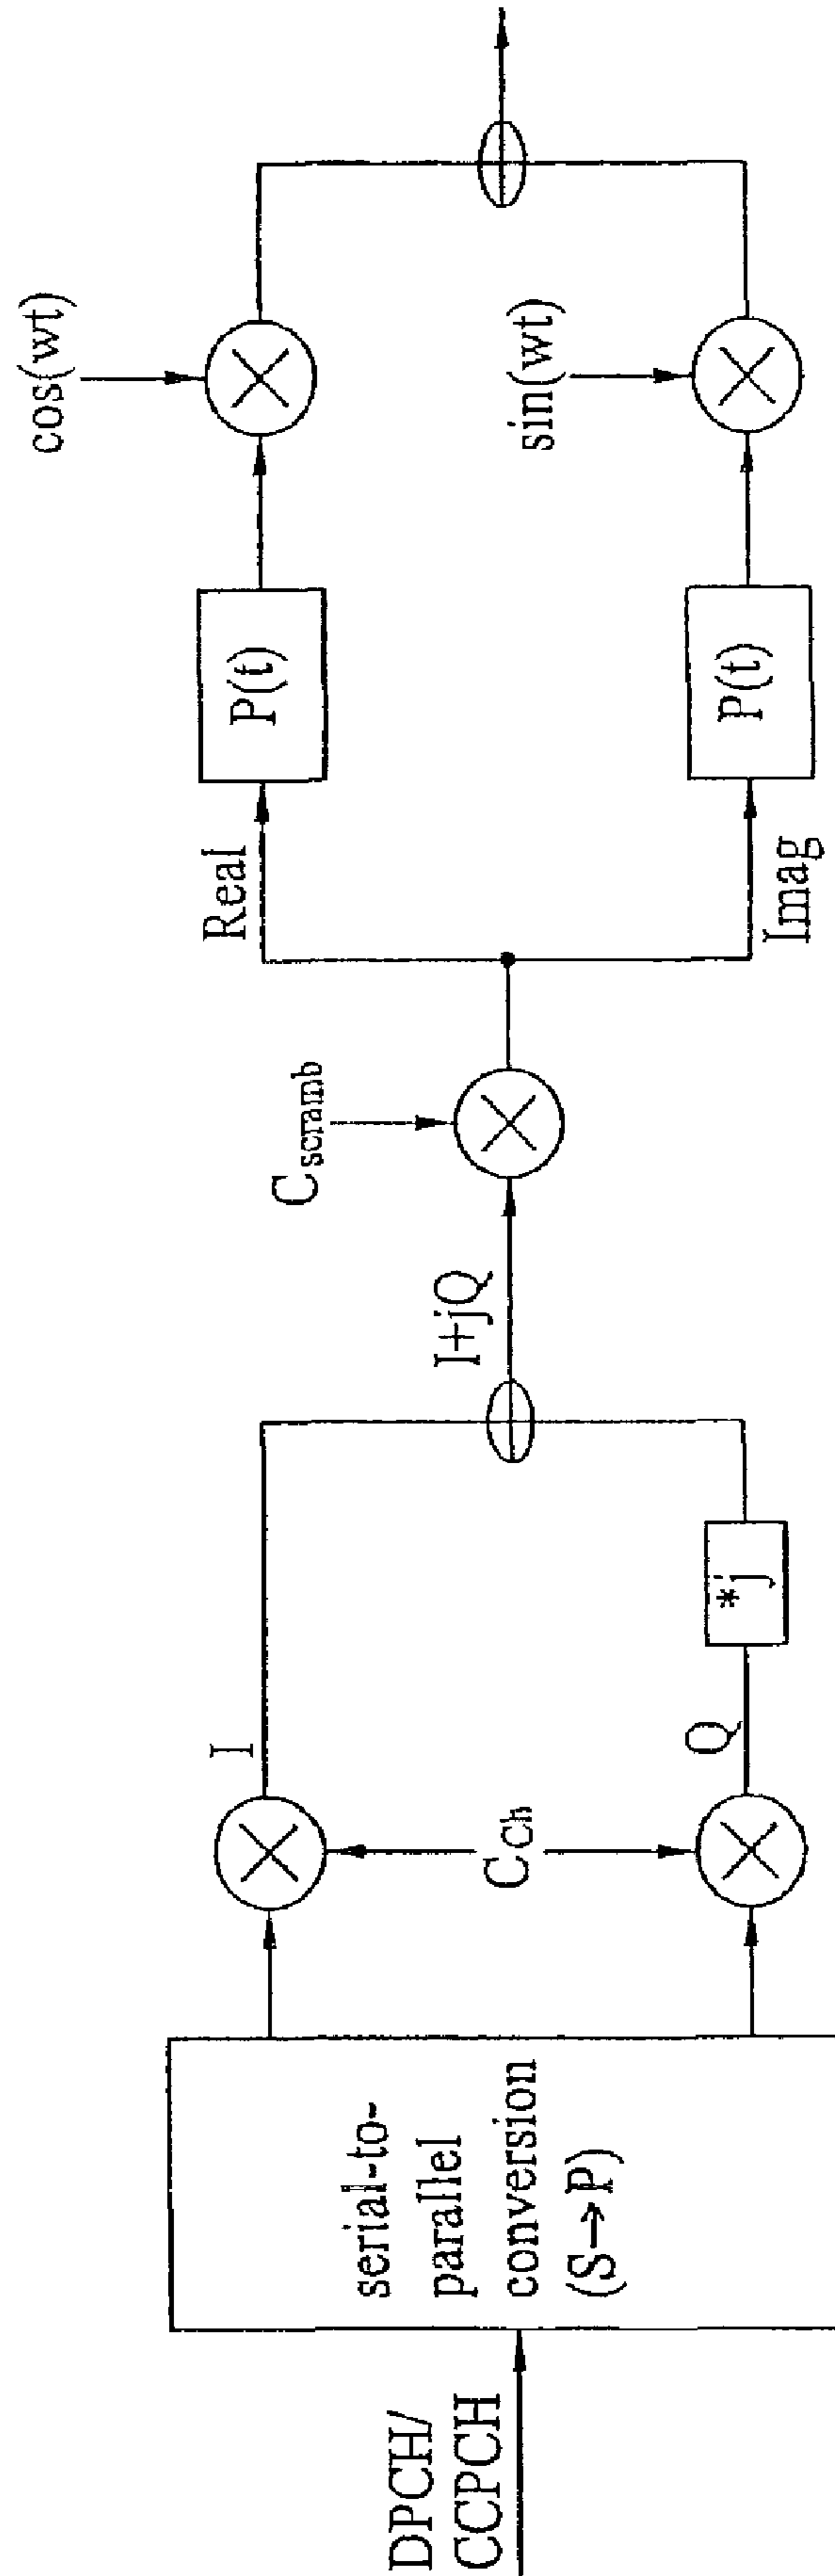 DPCH/
CCPCH
serial-to-
parallel
conversion
(S→P)
I
C_Ch
Q
*j
I+jQ
C_scramb
Real
Imag
P(t)
P(t)
cos(wt)
sin(wt)